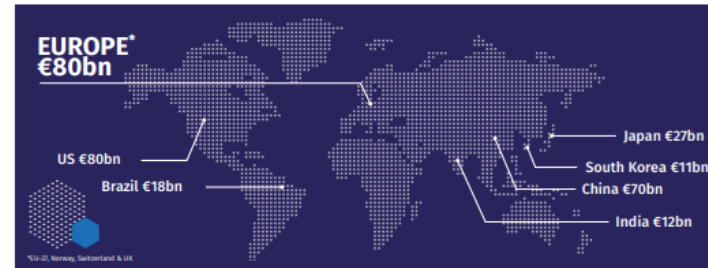 EUROPE*
€80bn
Japan €27bn
US €80bn
South Korea €11bn
Brazil €18bn
China €70bn
India €12bn
*EU-27, Norway, Switzerland & UK